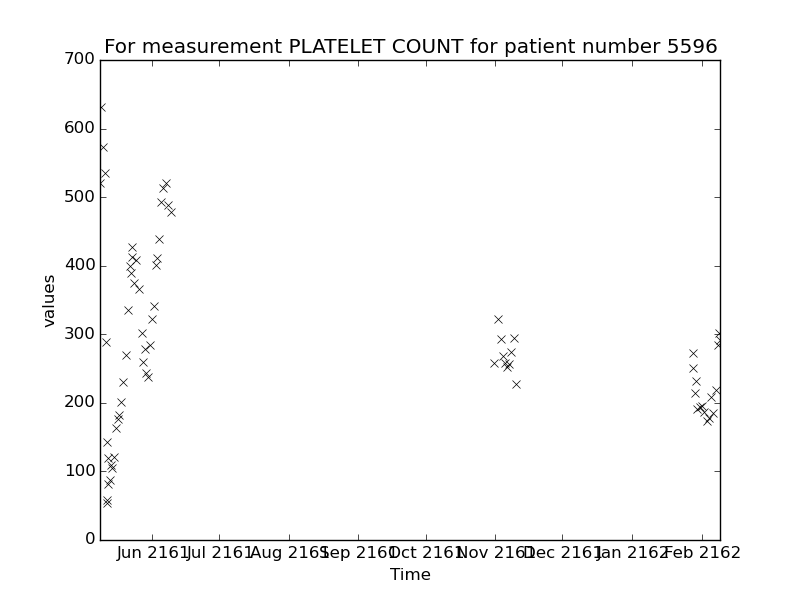 For measurement PLATELET COUNT for patient number 5596
700
600
500
400
300
200
100
0
values
Jun 2161 Jul 2161 Aug 2161 Sep 2161 Oct 2161 Nov 2161 Dec 2161 Jan 2162 Feb 2162
Time